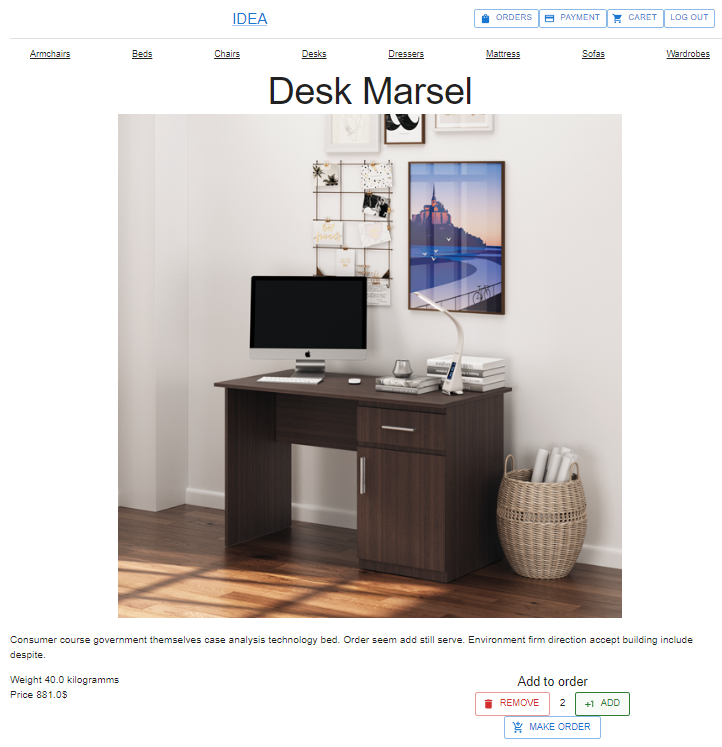 IDEA
ORDERS
PAYMENT
CARET
LOG OUT
Armchairs
Beds
Chairs
Desks
Dressers
Mattress
Sofas
Wardrobes
Desk Marsel
Consumer course government themselves case analysis technology bed. Order seem add still serve. Environment firm direction accept building include
despite.
Weight 40.0 kilogramms
Price 881.0$
Add to order
REMOVE
2
+1 ADD
MAKE ORDER